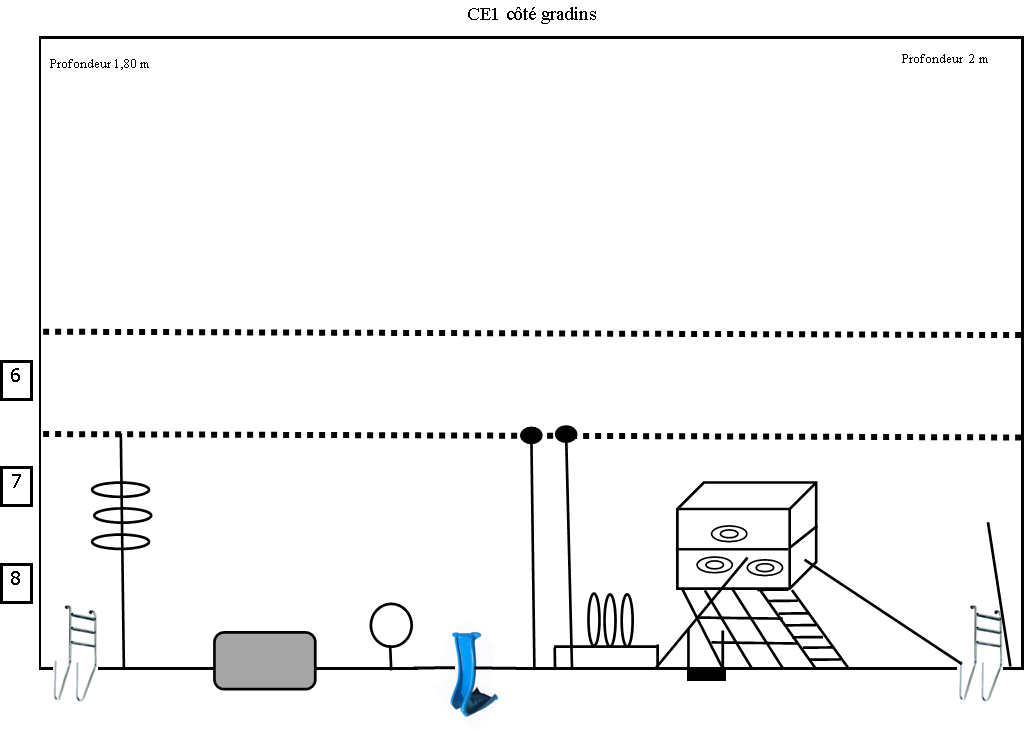 CE1 côté gradins
Profondeur 1,80 m
Profondeur 2 m
6
7
8